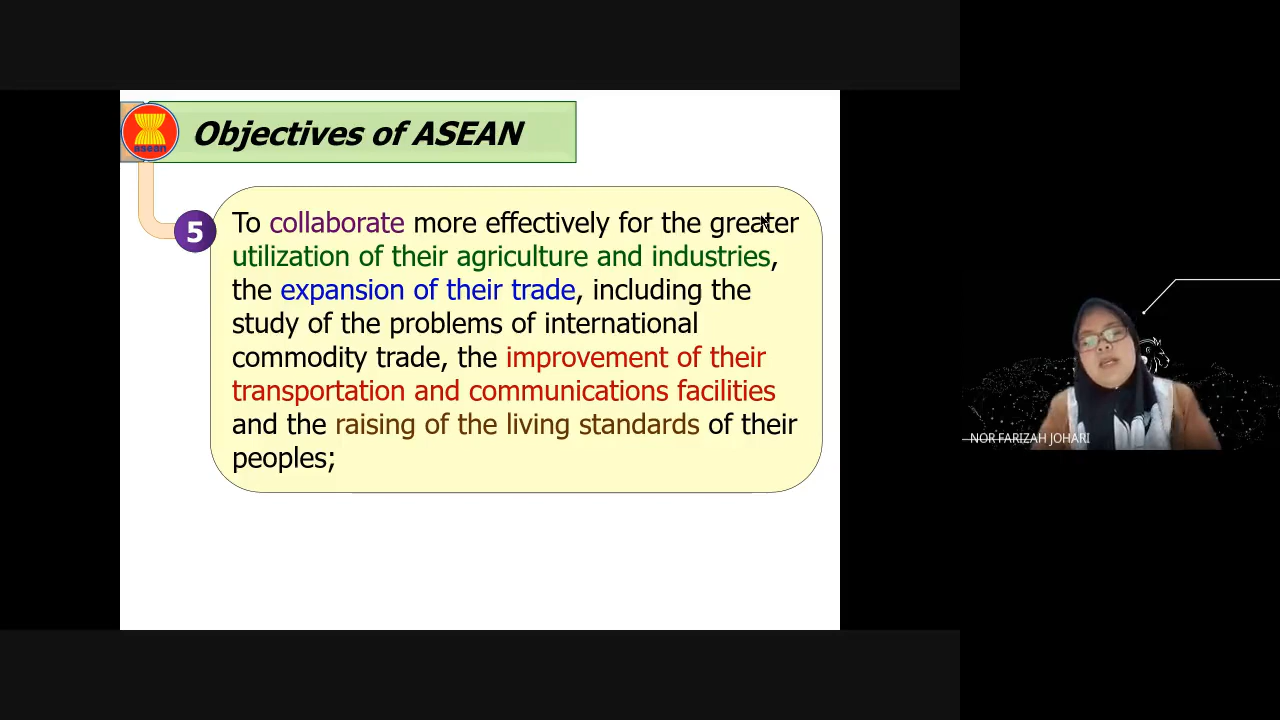 Objectives of ASEAN
asean
5
To collaborate more effectively for the greater
utilization of their agriculture and industries,
the expansion of their trade, including the
study of the problems of international
commodity trade, the improvement of their
transportation and communications facilities
and the raising of the living standards of their
peoples;
NOR FARIZAH JOHARI